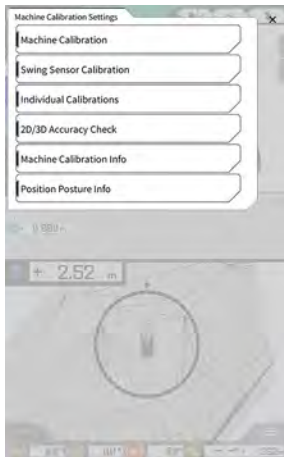 Machine Calibration Settings
×
Machine Calibration
Swing Sensor Calibration
Individual Calibrations
2D/3D Accuracy Check
Machine Calibration Info
Position Posture Info
+ 2.52 m